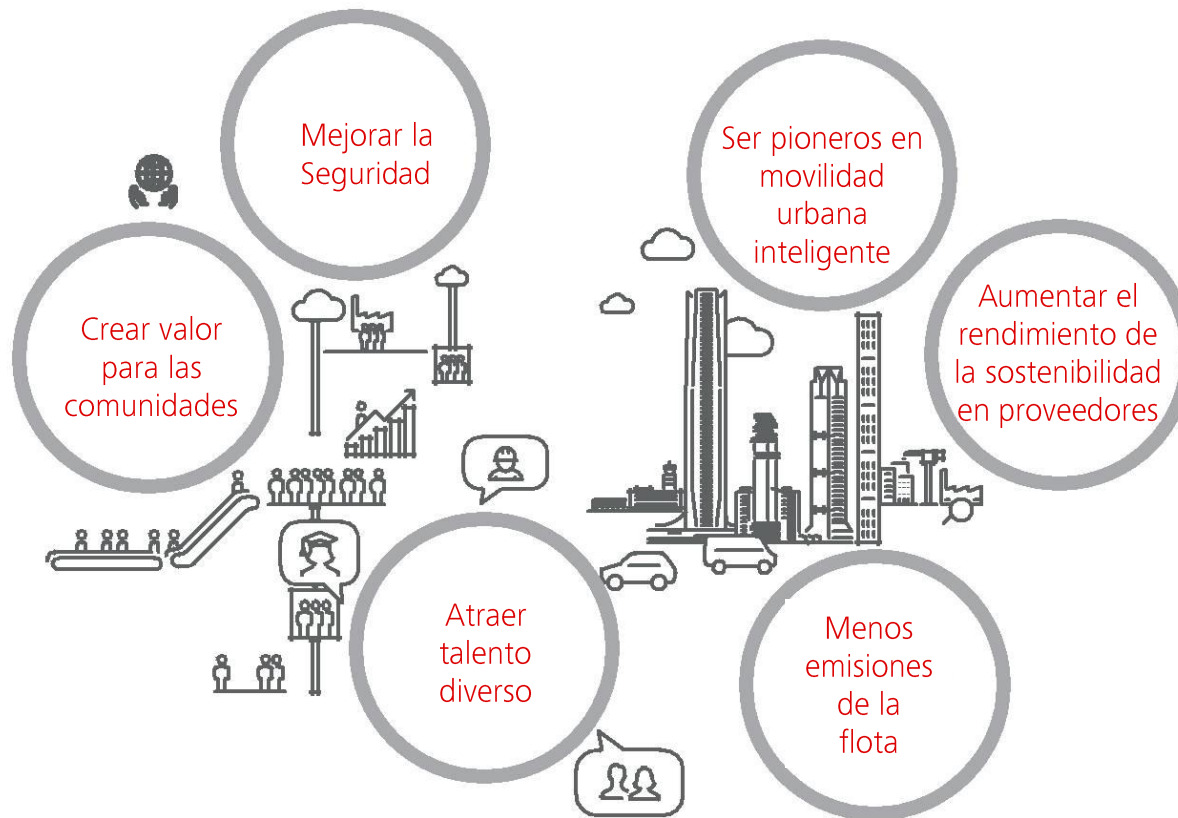 Mejorar la
Seguridad
Ser pioneros en
movilidad
urbana
inteligente
Crear valor
para las
comunidades
Aumentar el
rendimiento de
la sostenibilidad
en proveedores
Atraer
talento
diverso
Menos
emisiones
de la
flota